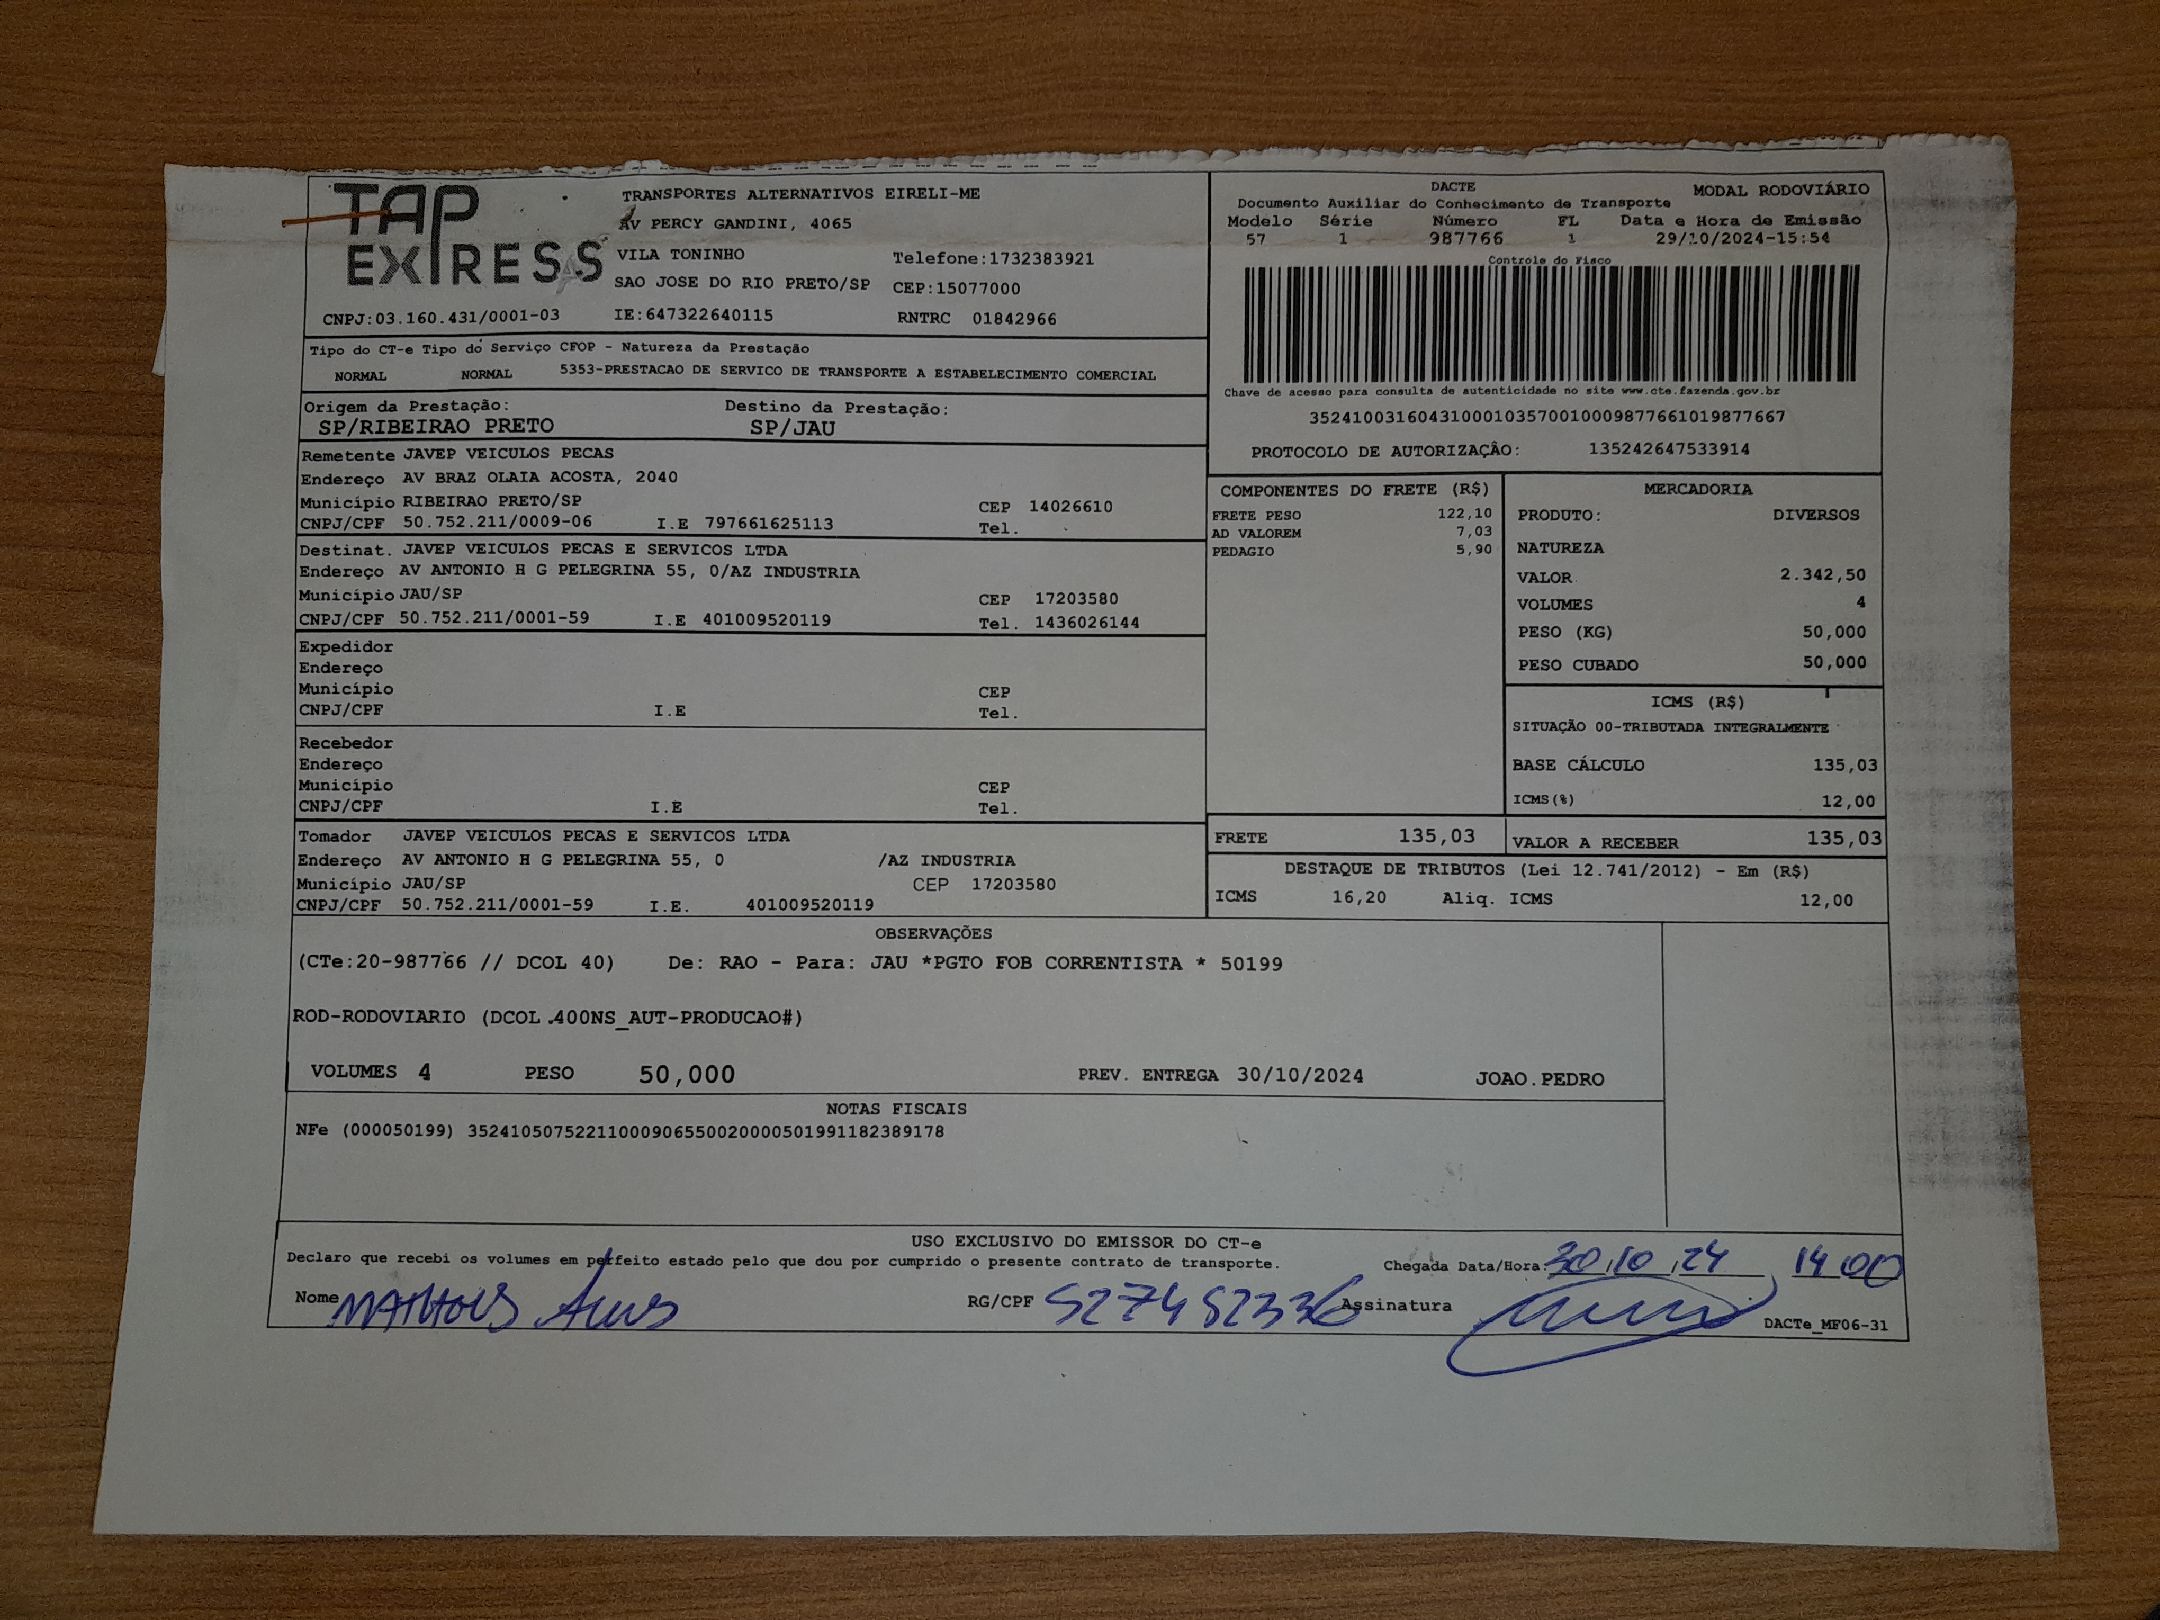 TAP
EXPRESS
TRANSPORTES ALTERNATIVOS EIRELI-ME
AV PERCY GANDINI, 4065
VILA TONINHO Telefone:1732383921
SAO JOSE DO RIO PRETO/SP CEP:15077000
CNPJ:03.160.431/0001-03 IE:647322640115 RNTRC 01842966
DACTE MODAL RODOVIÁRIO
Documento Auxiliar do Conhecimento de Transporte
Modelo Série Número FL Data e Hora de Emissão
57 1 987766 1 29/10/2024-15:54
Controle do Fisco
Chave de acesso para consulta de autenticidade no site www.cte.fazenda.gov.br
35241003160431000103570010009877661019877667
PROTOCOLO DE AUTORIZAÇÃO: 135242647533914
Tipo do CT-e Tipo do Serviço CFOP - Natureza da Prestação
NORMAL NORMAL 5353-PRESTACAO DE SERVICO DE TRANSPORTE A ESTABELECIMENTO COMERCIAL
Origem da Prestação: Destino da Prestação:
SP/RIBEIRAO PRETO SP/JAU
Remetente JAVEP VEICULOS PECAS
Endereço AV BRAZ OLAIA ACOSTA, 2040
Município RIBEIRAO PRETO/SP CEP 14026610
CNPJ/CPF 50.752.211/0009-06 I.E 797661625113 Tel.
Destinat. JAVEP VEICULOS PECAS E SERVICOS LTDA
Endereço AV ANTONIO H G PELEGRINA 55, 0/AZ INDUSTRIA
Município JAU/SP CEP 17203580
CNPJ/CPF 50.752.211/0001-59 I.E 401009520119 Tel. 1436026144
Expedidor
Endereço
Município CEP
CNPJ/CPF I.E Tel.
Recebedor
Endereço
Município CEP
CNPJ/CPF I.E Tel.
Tomador JAVEP VEICULOS PECAS E SERVICOS LTDA
Endereço AV ANTONIO H G PELEGRINA 55, 0 /AZ INDUSTRIA
Município JAU/SP CEP 17203580
CNPJ/CPF 50.752.211/0001-59 I.E. 401009520119
COMPONENTES DO FRETE (R$)
FRETE PESO 122,10
AD VALOREM 7,03
PEDAGIO 5,90
MERCADORIA
PRODUTO: DIVERSOS
NATUREZA
VALOR 2.342,50
VOLUMES 4
PESO (KG) 50,000
PESO CUBADO 50,000
ICMS (R$)
SITUAÇÃO 00-TRIBUTADA INTEGRALMENTE
BASE CÁLCULO 135,03
ICMS(%) 12,00
FRETE 135,03 VALOR A RECEBER 135,03
DESTAQUE DE TRIBUTOS (Lei 12.741/2012) - Em (R$)
ICMS 16,20 Aliq. ICMS 12,00
OBSERVAÇÕES
(CTe:20-987766 // DCOL 40) De: RAO - Para: JAU *PGTO FOB CORRENTISTA * 50199
ROD-RODOVIARIO (DCOL.400NS_AUT-PRODUCAO#)
VOLUMES 4 PESO 50,000 PREV. ENTREGA 30/10/2024 JOAO.PEDRO
NOTAS FISCAIS
NFe (000050199) 35241050752211000906550020000501991182389178
USO EXCLUSIVO DO EMISSOR DO CT-e
Declaro que recebi os volumes em perfeito estado pelo que dou por cumprido o presente contrato de transporte. Chegada Data/Hora: 30/10/24 14 00
Nome RG/CPF 527452336 Assinatura
DACTe_MF06-31